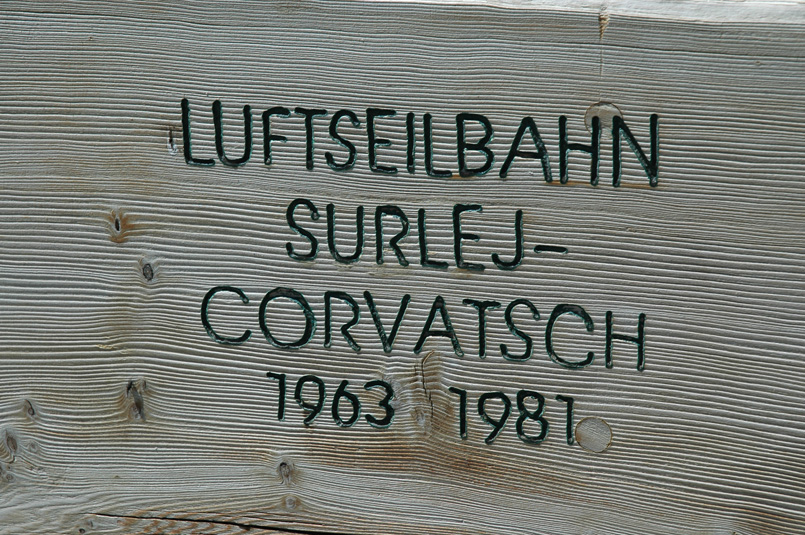 LUFTSEILBAHN
SURLEJ-
CORVATSCH
1963 1981